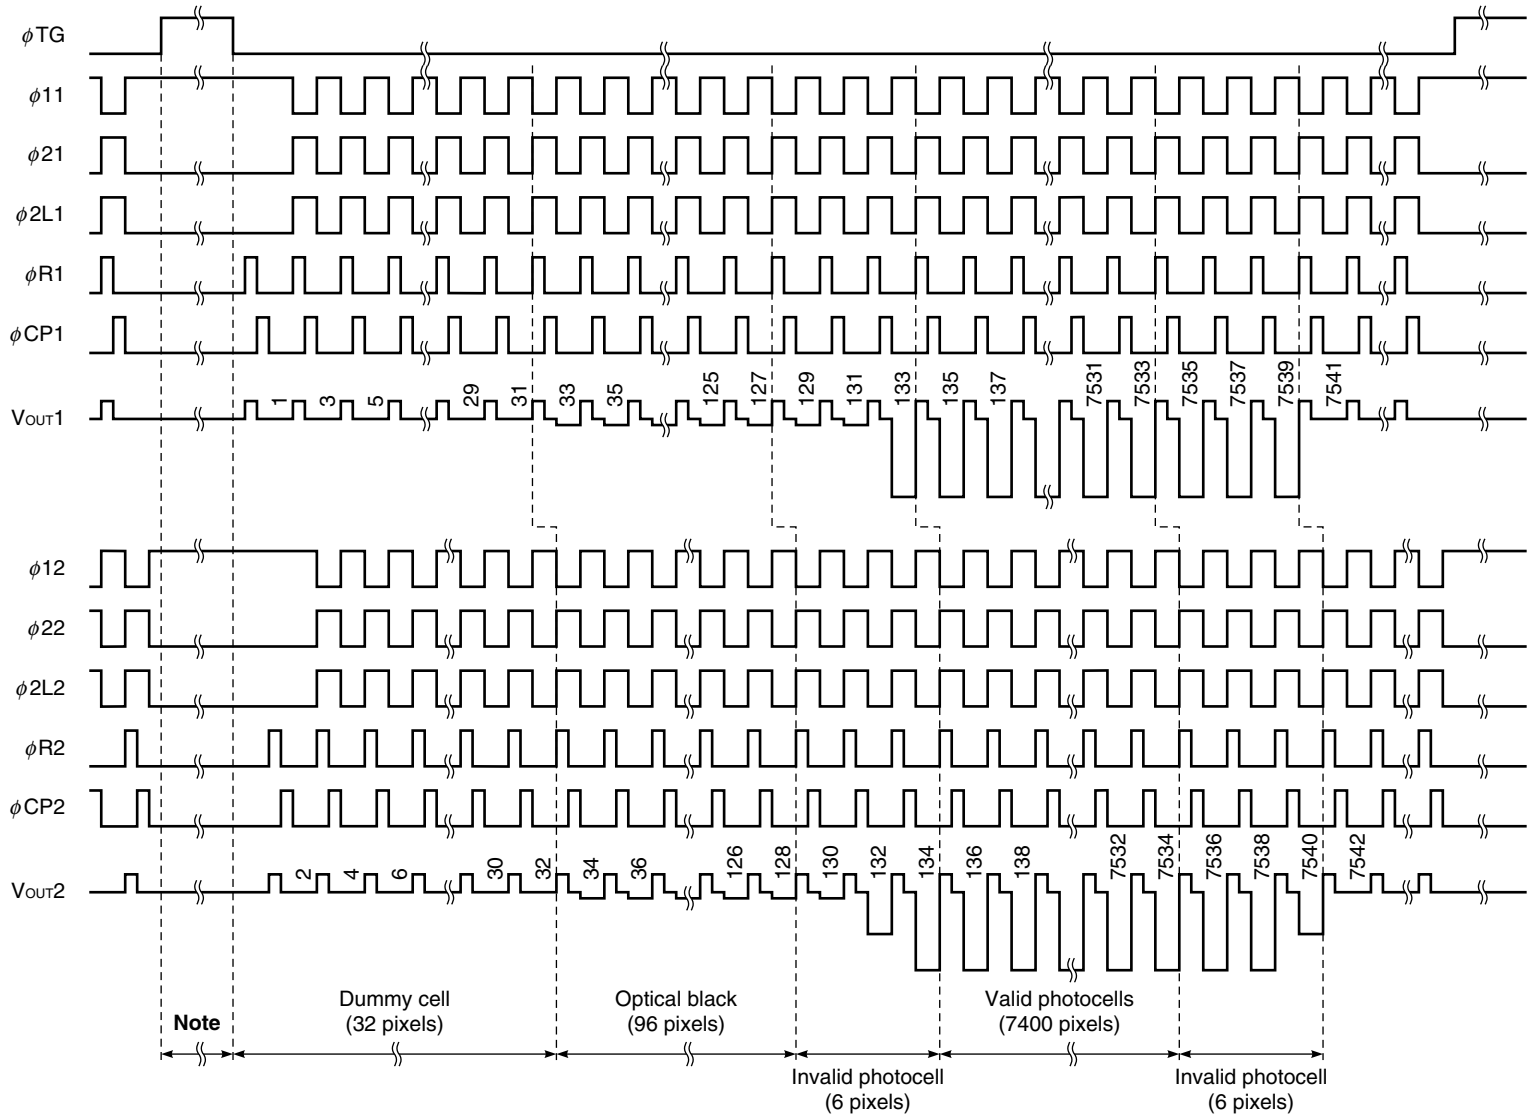 ϕTG
ϕ11
ϕ21
ϕ2L1
ϕR1
ϕCP1
VOUT1
1 3 5 29 31 33 35 125 127 129 131 133 135 137 7531 7533 7535 7537 7539 7541
ϕ12
ϕ22
ϕ2L2
ϕR2
ϕCP2
VOUT2
2 4 6 30 32 34 36 126 128 130 132 134 136 138 7532 7534 7536 7538 7540 7542
Note
Dummy cell
(32 pixels)
Optical black
(96 pixels)
Invalid photocell
(6 pixels)
Valid photocells
(7400 pixels)
Invalid photocell
(6 pixels)